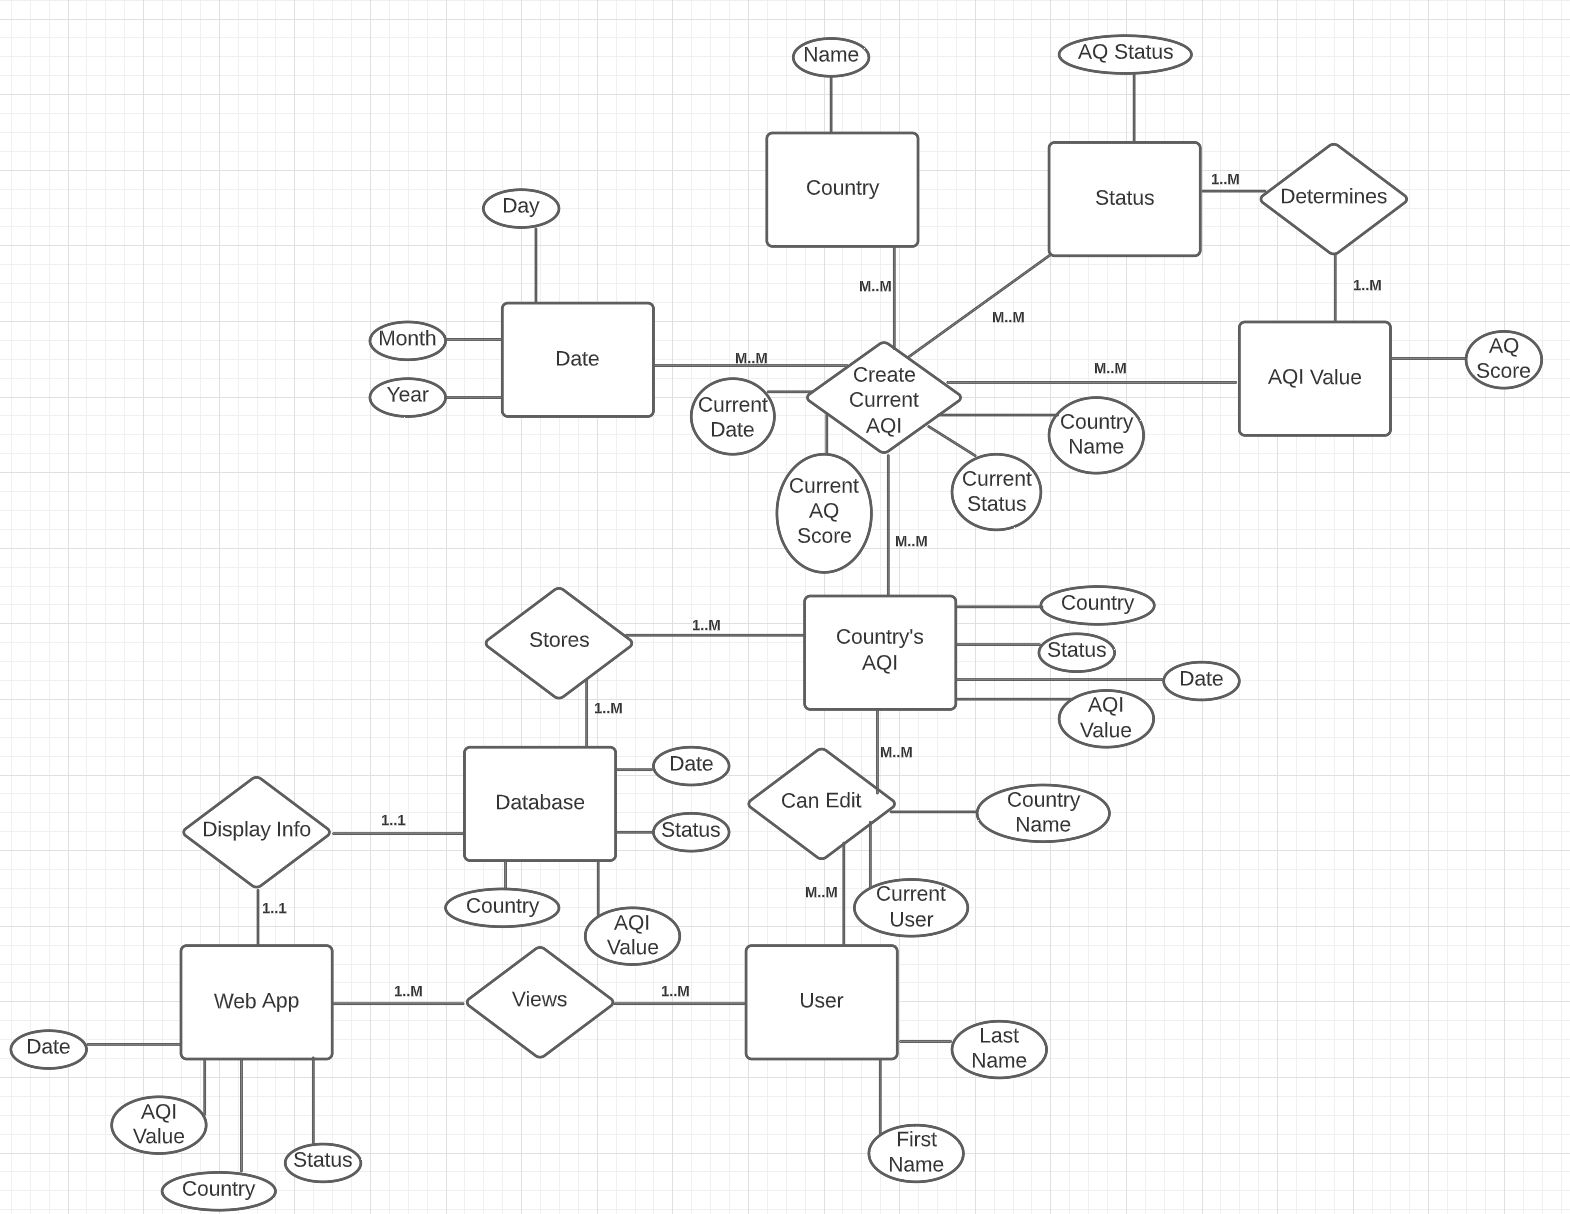 Name
AQ Status
Country
Status
1..M
Determines
Day
M..M
1..M
M..M
Month
Date
M..M
Year
Create
Current
AQI
M..M
AQI Value
AQ
Score
Current
Date
Country
Name
Current
AQ
Score
Current
Status
M..M
Stores
1..M
Country's
AQI
Country
Status
Date
AQI
Value
1..M
M..M
Database
Date
Status
Can Edit
Country
Name
Display Info
1..1
1..1
Country
AQI
Value
M..M
Current
User
Web App
1..M
Views
1..M
User
Date
Last
Name
AQI
Value
Country
Status
First
Name